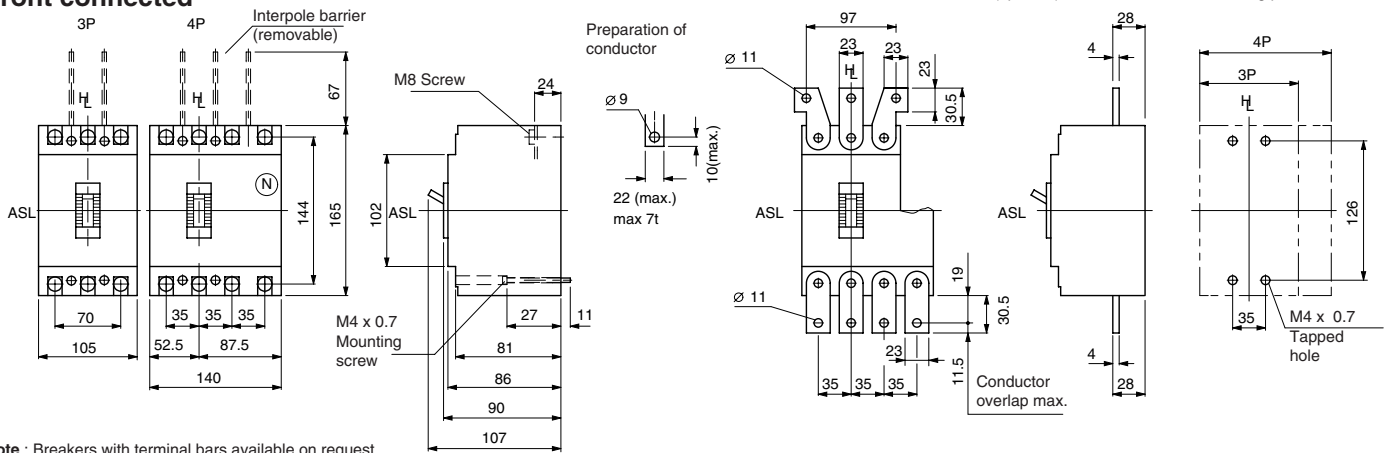 ront connected
3P
4P
Interpole barrier
(removable)
67
N
ASL
144
165
70
105
35
35
35
52.5
87.5
140
M8 Screw
24
102
ASL
M4 x 0.7
Mounting
screw
27
11
81
86
90
107
Preparation of
conductor
Ø 9
10(max.)
22 (max.)
max 7t
97
23
23
Ø 11
23
30.5
ASL
Ø 11
19
30.5
23
11.5
35
35
35
Conductor
overlap max.
28
4
ASL
4
28
4P
3P
126
35
M4 x 0.7
Tapped
hole
ote : Breakers with terminal bars available on request